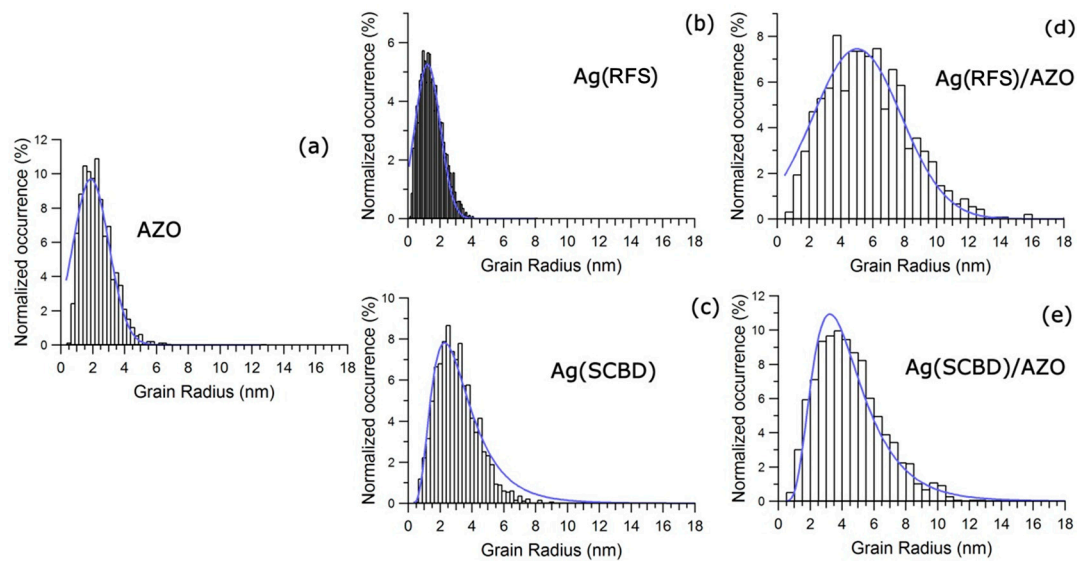 (a)
AZO
Normalized occurrence (%)
12
10
8
6
4
2
0
0 2 4 6 8 10 12 14 16 18
Grain Radius (nm)
(b)
Ag(RFS)
Normalized occurrence (%)
6
4
2
0
0 2 4 6 8 10 12 14 16 18
Grain Radius (nm)
(c)
Ag(SCBD)
Normalized occurrence (%)
10
8
6
4
2
0
0 2 4 6 8 10 12 14 16 18
Grain Radius (nm)
(d)
Ag(RFS)/AZO
Normalized occurrence (%)
8
6
4
2
0
0 2 4 6 8 10 12 14 16 18
Grain Radius (nm)
(e)
Ag(SCBD)/AZO
Normalized occurrence (%)
12
10
8
6
4
2
0
0 2 4 6 8 10 12 14 16 18
Grain Radius (nm)